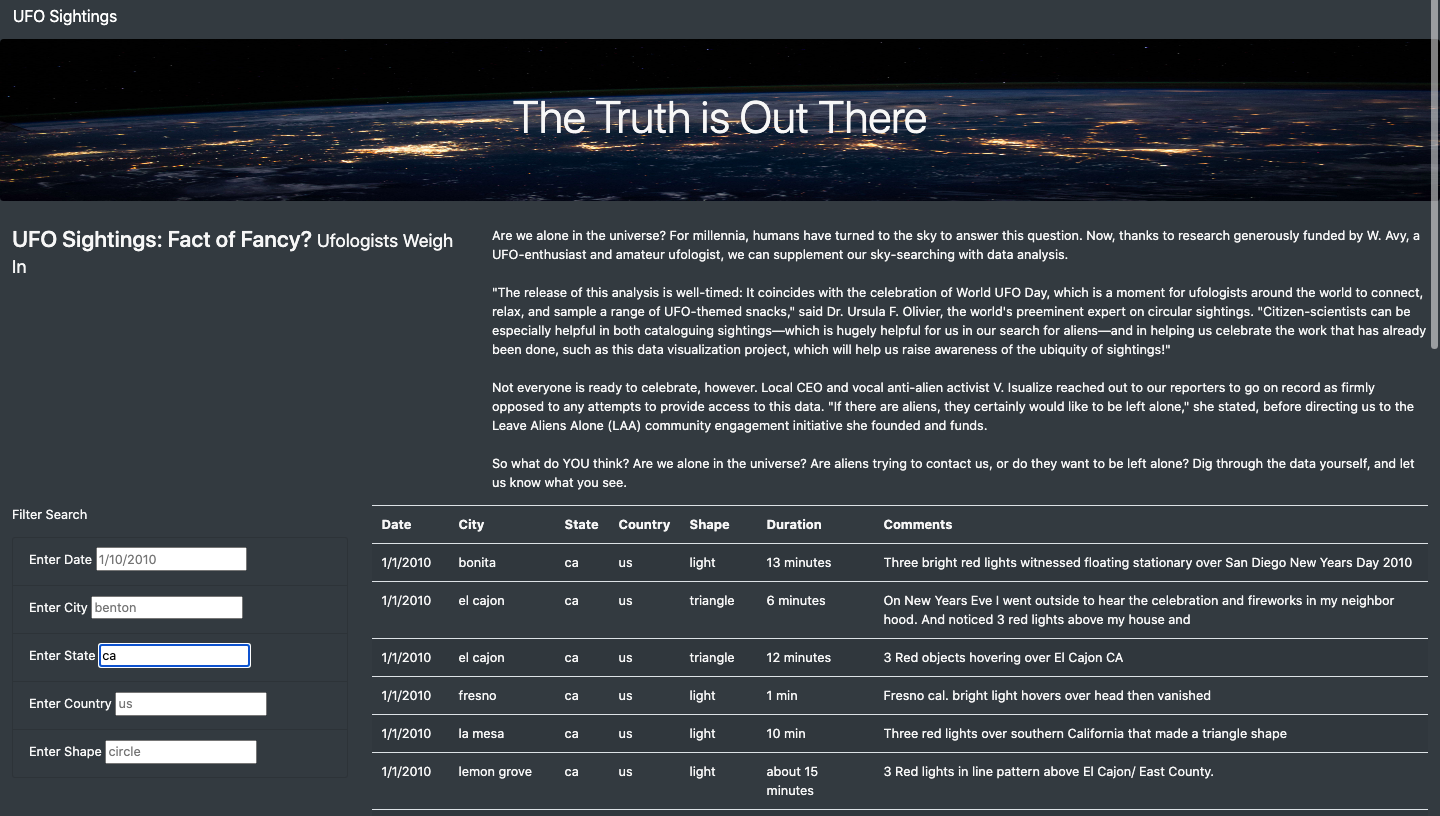 UFO Sightings
The Truth is Out There
UFO Sightings: Fact of Fancy? Ufologists Weigh
In
Are we alone in the universe? For millennia, humans have turned to the sky to answer this question. Now, thanks to research generously funded by W. Avy, a
UFO-enthusiast and amateur ufologist, we can supplement our sky-searching with data analysis.
"The release of this analysis is well-timed: It coincides with the celebration of World UFO Day, which is a moment for ufologists around the world to connect,
relax, and sample a range of UFO-themed snacks," said Dr. Ursula F. Olivier, the world's preeminent expert on circular sightings. "Citizen-scientists can be
especially helpful in both cataloguing sightings—which is hugely helpful for us in our search for aliens—and in helping us celebrate the work that has already
been done, such as this data visualization project, which will help us raise awareness of the ubiquity of sightings!"
Not everyone is ready to celebrate, however. Local CEO and vocal anti-alien activist V. Isualize reached out to our reporters to go on record as firmly
opposed to any attempts to provide access to this data. "If there are aliens, they certainly would like to be left alone," she stated, before directing us to the
Leave Aliens Alone (LAA) community engagement initiative she founded and funds.
So what do YOU think? Are we alone in the universe? Are aliens trying to contact us, or do they want to be left alone? Dig through the data yourself, and let
us know what you see.
Filter Search
Enter Date 1/10/2010
Enter City benton
Enter State ca
Enter Country us
Enter Shape circle
Date City State Country Shape Duration Comments
1/1/2010 bonita ca us light 13 minutes Three bright red lights witnessed floating stationary over San Diego New Years Day 2010
1/1/2010 el cajon ca us triangle 6 minutes On New Years Eve I went outside to hear the celebration and fireworks in my neighbor
hood. And noticed 3 red lights above my house and
1/1/2010 el cajon ca us triangle 12 minutes 3 Red objects hovering over El Cajon CA
1/1/2010 fresno ca us light 1 min Fresno cal. bright light hovers over head then vanished
1/1/2010 la mesa ca us light 10 min Three red lights over southern California that made a triangle shape
1/1/2010 lemon grove ca us light about 15 3 Red lights in line pattern above El Cajon/ East County.
minutes